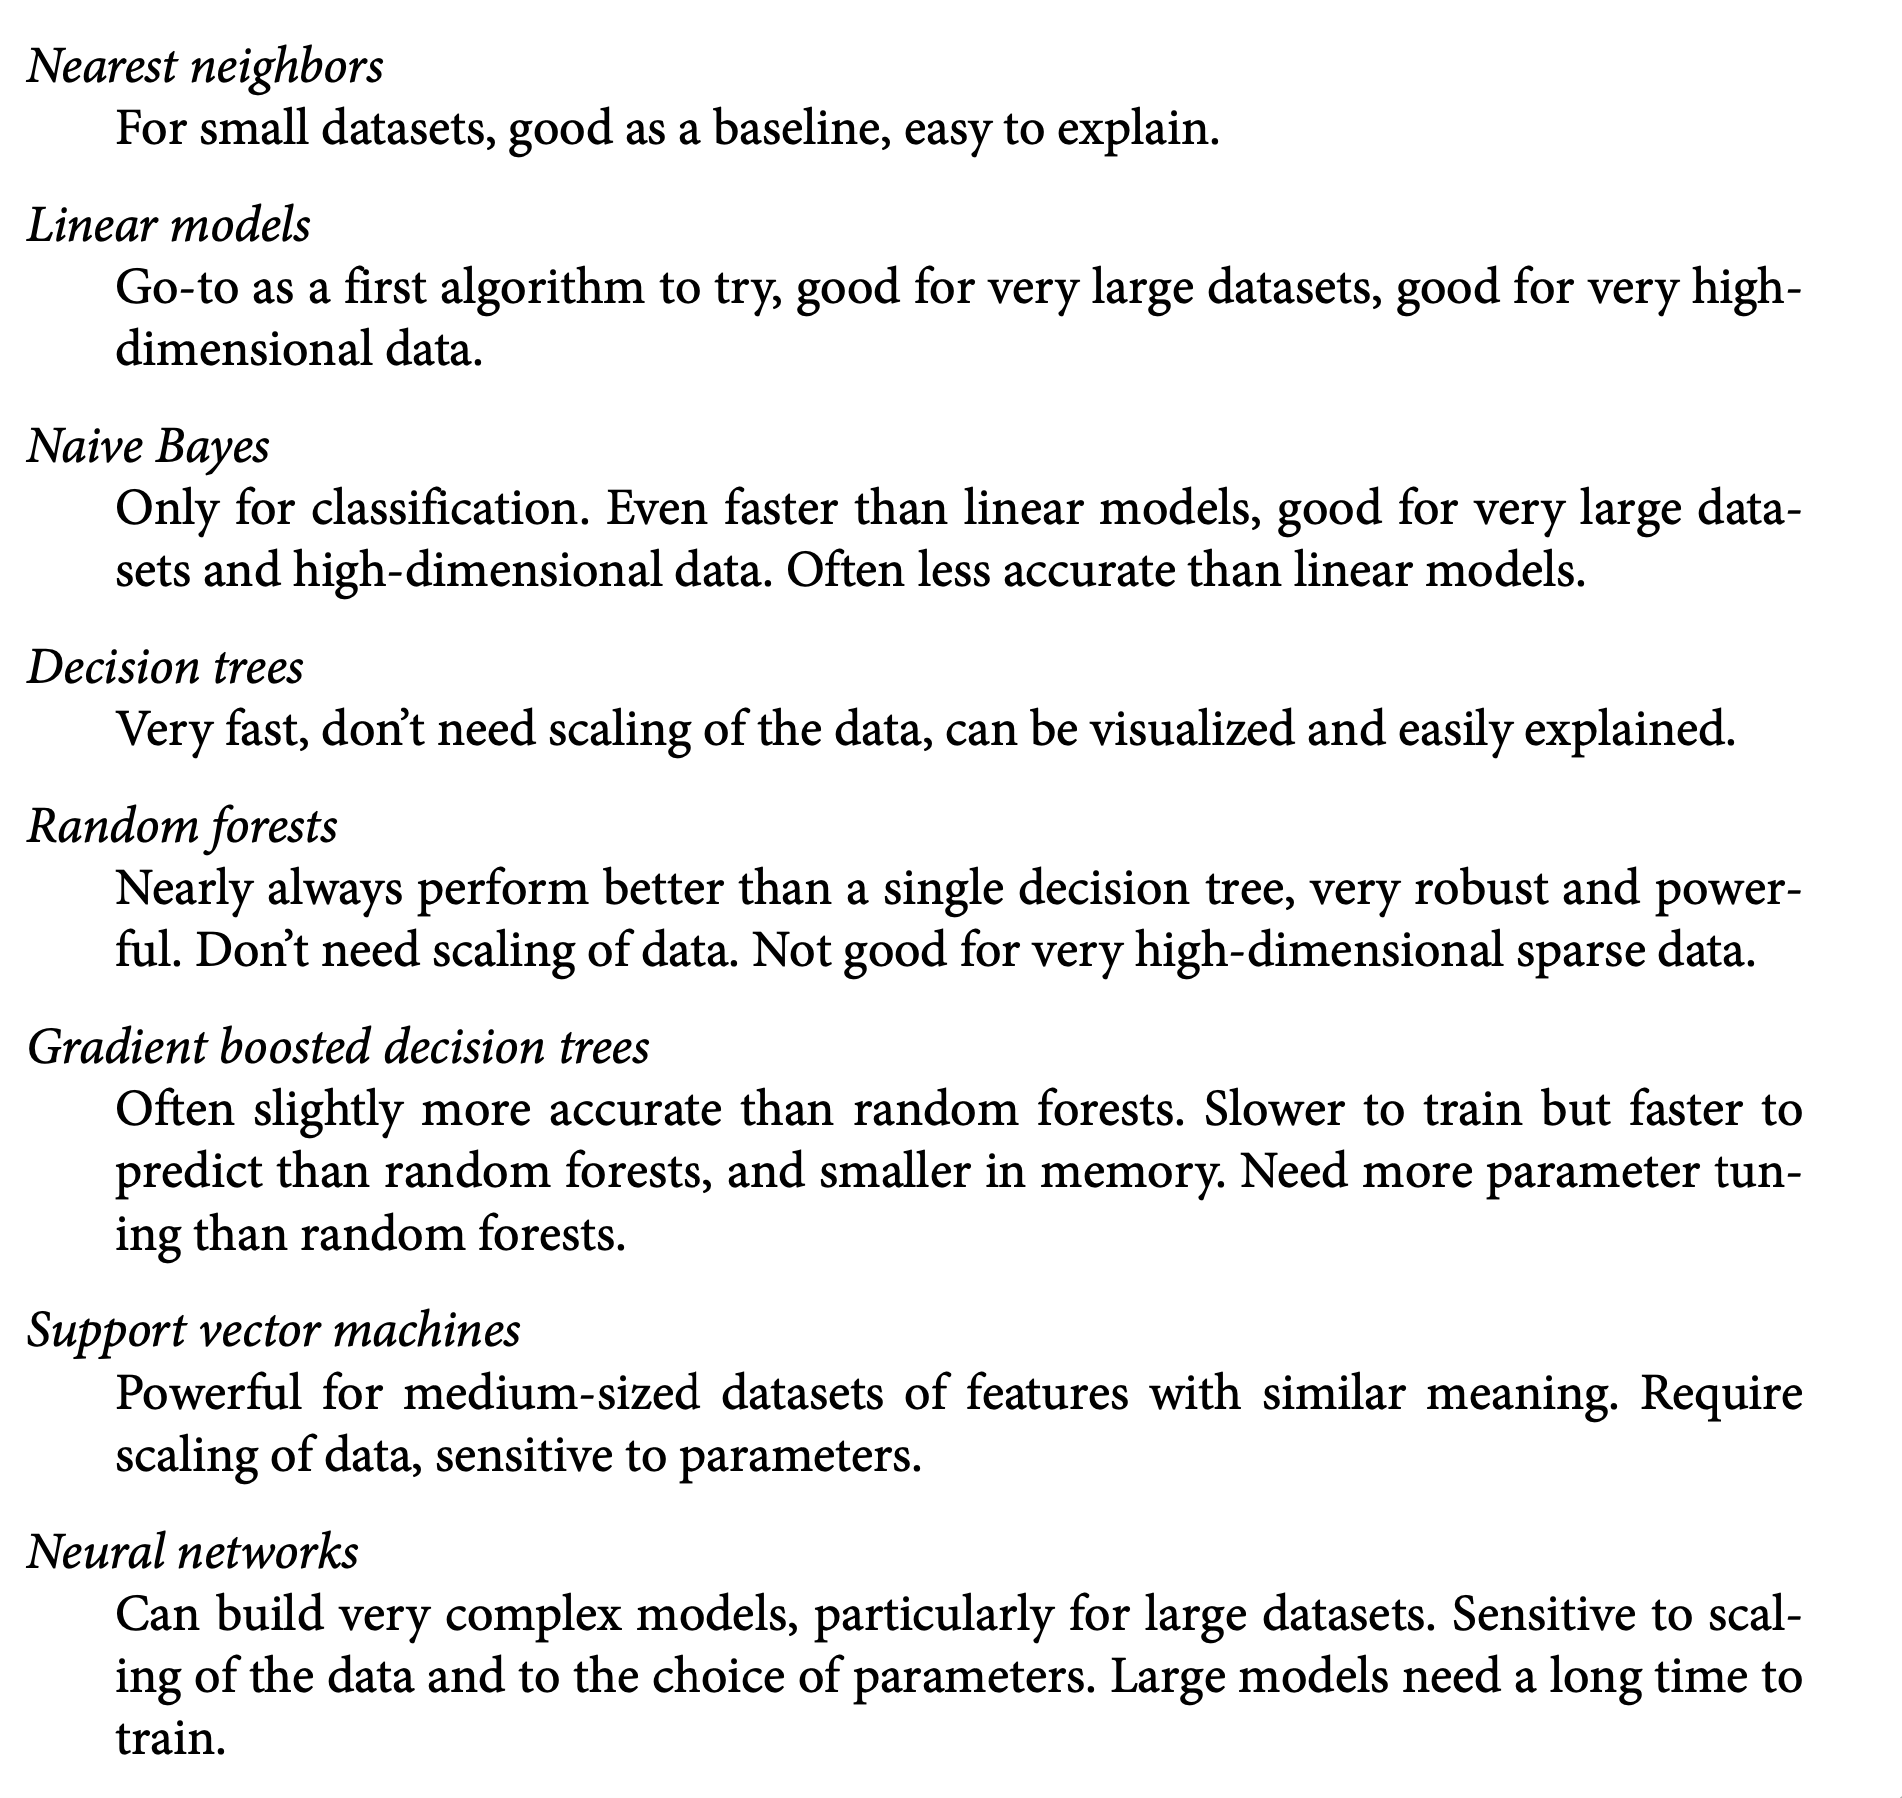 Nearest neighbors
For small datasets, good as a baseline, easy to explain.
Linear models
Go-to as a first algorithm to try, good for very large datasets, good for very high-
dimensional data.
Naive Bayes
Only for classification. Even faster than linear models, good for very large data-
sets and high-dimensional data. Often less accurate than linear models.
Decision trees
Very fast, don’t need scaling of the data, can be visualized and easily explained.
Random forests
Nearly always perform better than a single decision tree, very robust and power-
ful. Don’t need scaling of data. Not good for very high-dimensional sparse data.
Gradient boosted decision trees
Often slightly more accurate than random forests. Slower to train but faster to
predict than random forests, and smaller in memory. Need more parameter tun-
ing than random forests.
Support vector machines
Powerful for medium-sized datasets of features with similar meaning. Require
scaling of data, sensitive to parameters.
Neural networks
Can build very complex models, particularly for large datasets. Sensitive to scal-
ing of the data and to the choice of parameters. Large models need a long time to
train.